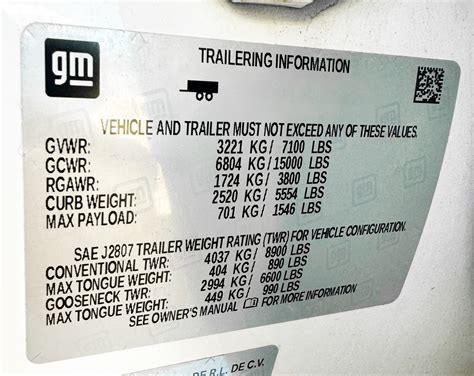 gm
TRAILERING INFORMATION
VEHICLE AND TRAILER MUST NOT EXCEED ANY OF THESE VALUES.
GVWR: 3221 KG / 7100 LBS
GCWR: 6804 KG / 15000 LBS
RGAWR: 1724 KG / 3800 LBS
CURB WEIGHT: 2520 KG / 5554 LBS
MAX PAYLOAD: 701 KG / 1546 LBS
SAE J2807 TRAILER WEIGHT RATING (TWR) FOR VEHICLE CONFIGURATION.
CONVENTIONAL TWR: 4037 KG / 8900 LBS
MAX TONGUE WEIGHT: 404 KG / 890 LBS
GOOSENECK TWR: 2994 KG / 6600 LBS
MAX TONGUE WEIGHT: 449 KG / 990 LBS
SEE OWNER'S MANUAL FOR MORE INFORMATION
DE R.L. DE C.V.